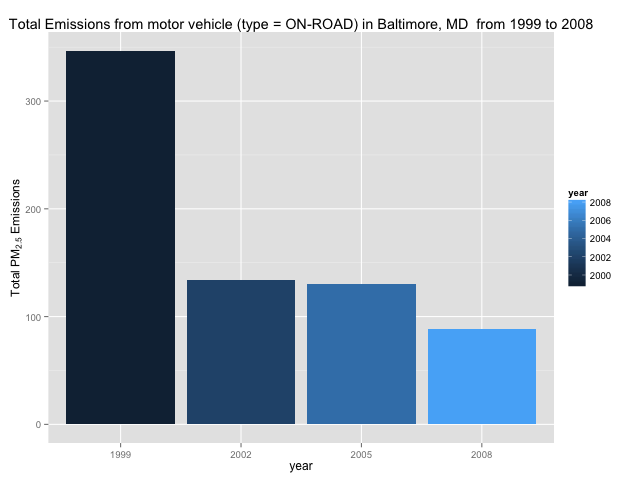 Total Emissions from motor vehicle (type = ON-ROAD) in Baltimore, MD  from 1999 to 2008
Total PM2.5 Emissions
300
200
100
0
1999 2002 2005 2008
year
year
2008
2006
2004
2002
2000